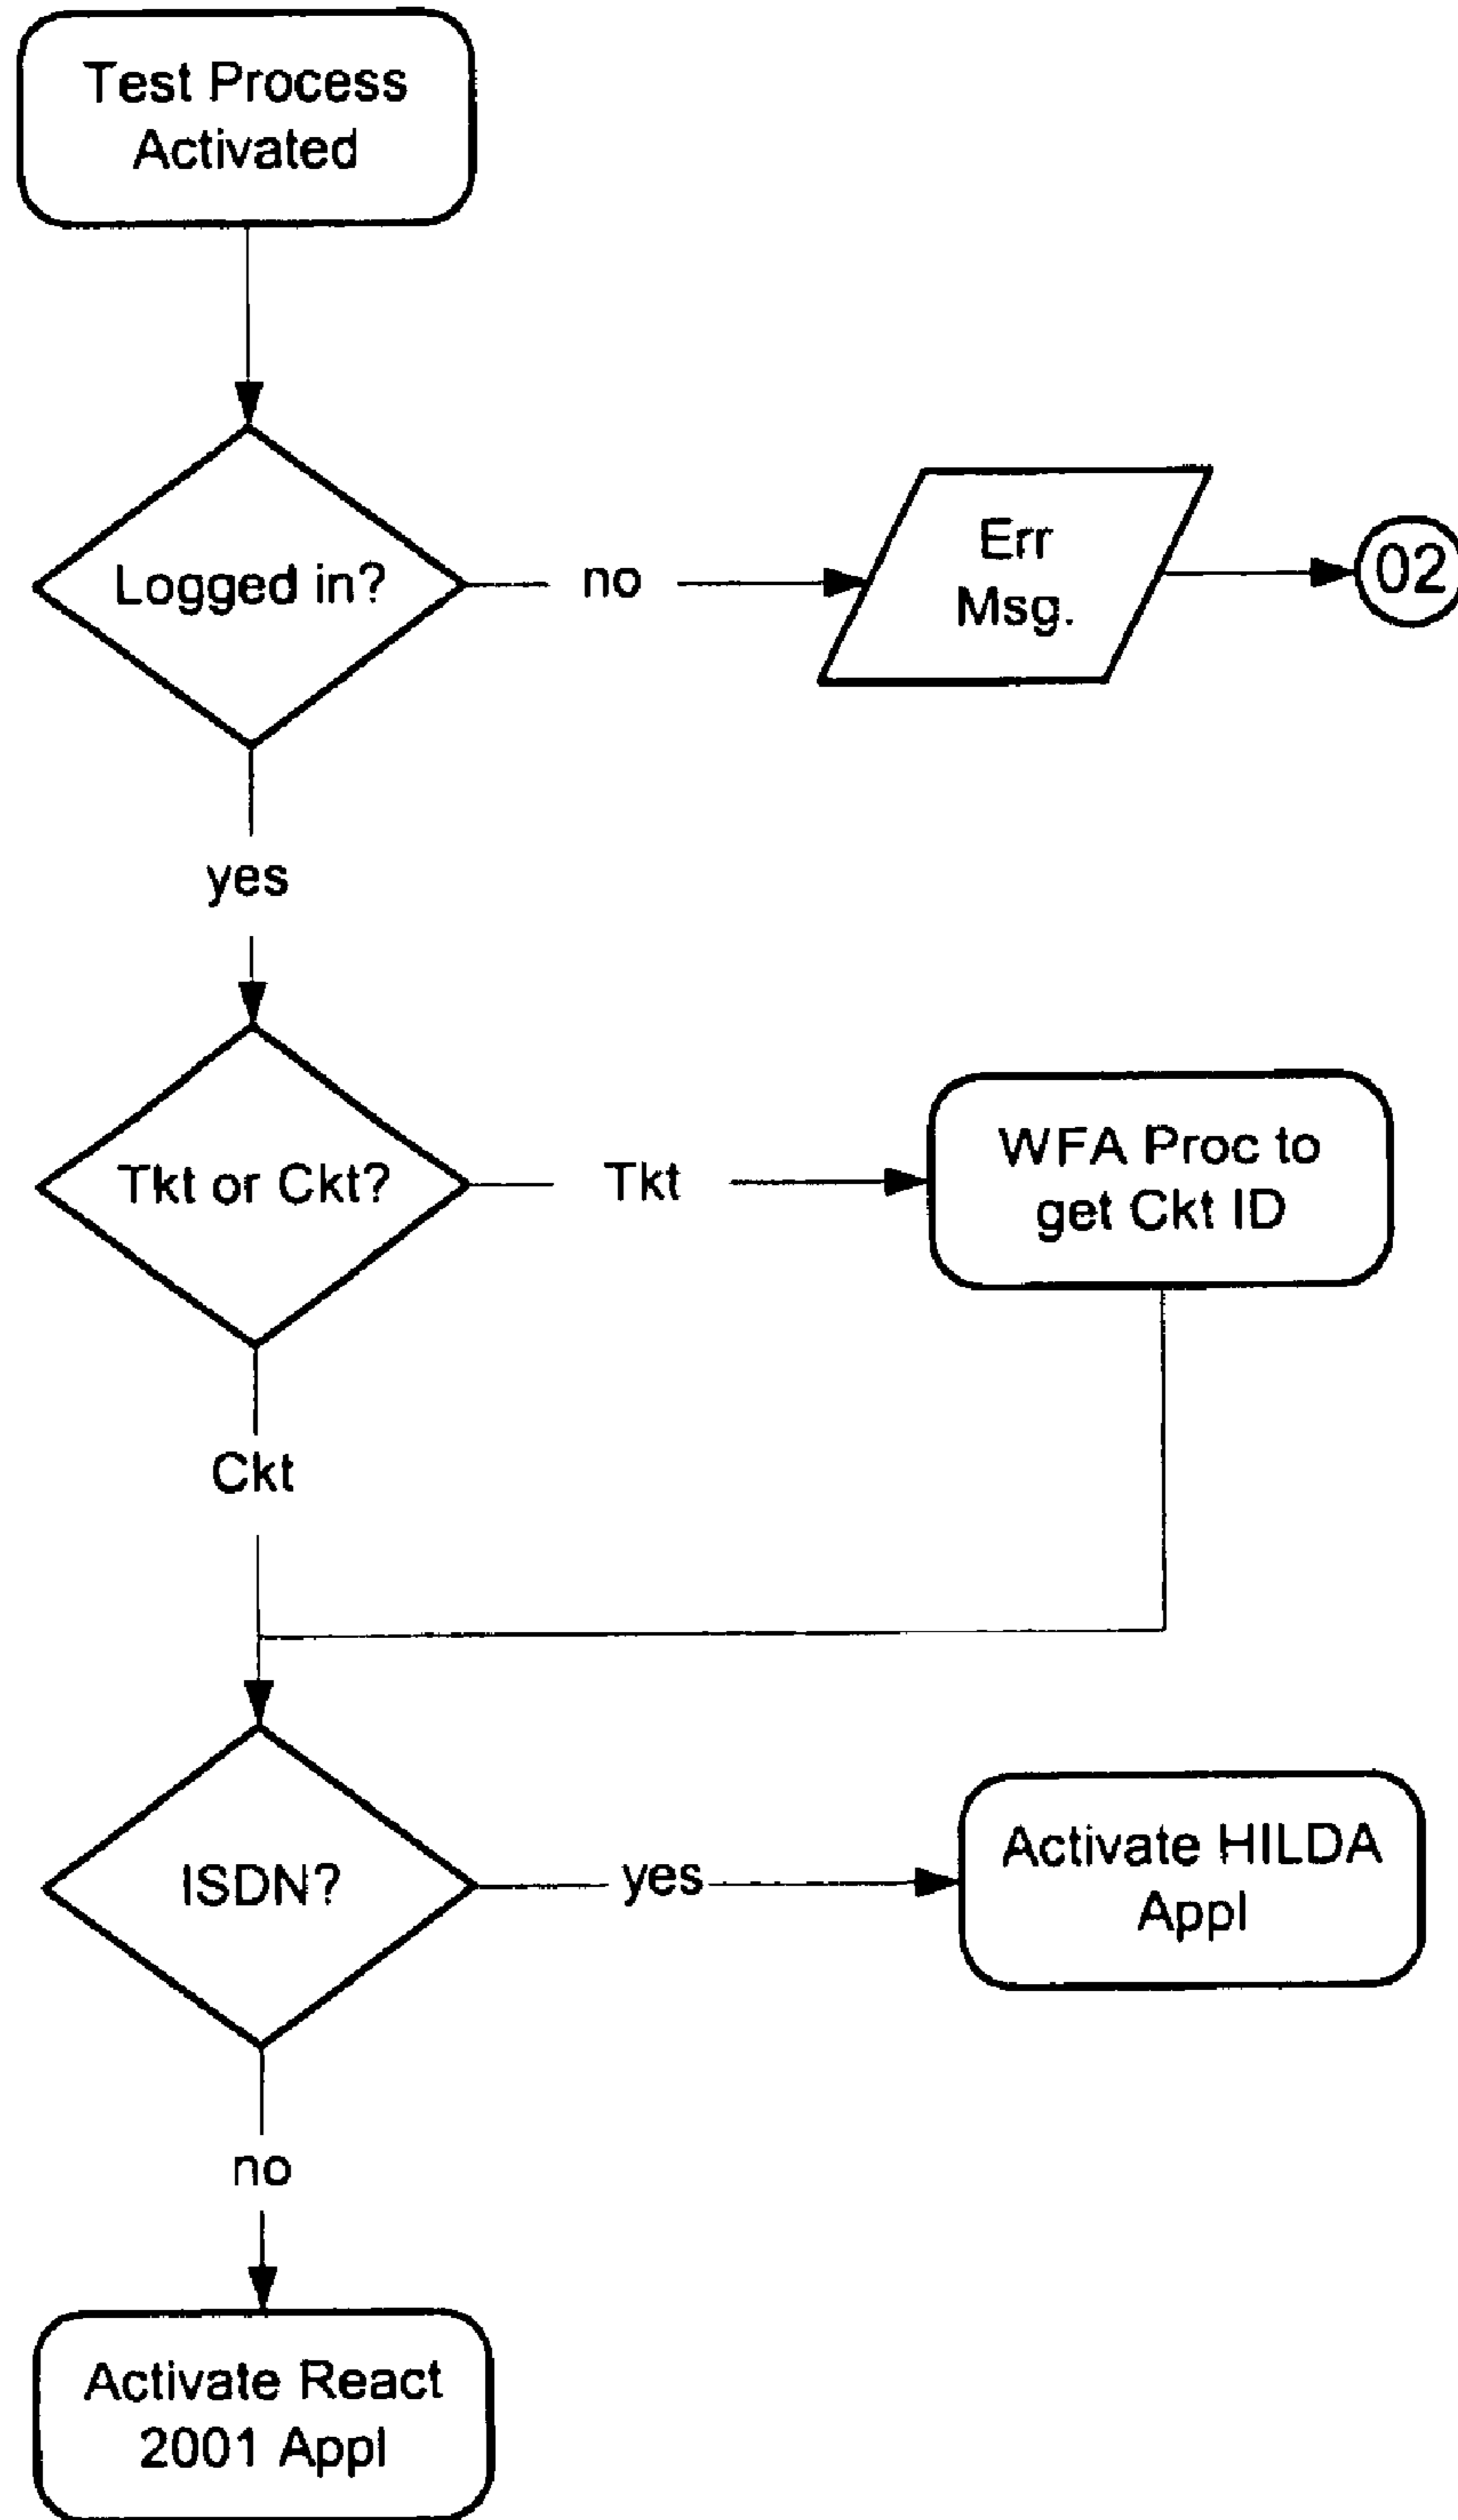 Test Process
Activated
Logged in?
no
Err
Msg.
02
yes
Tkt or Ckt?
Tkt
WFA Proc to
get Ckt ID
Ckt
ISDN?
yes
Activate HILDA
Appl
no
Activate React
2001 Appl